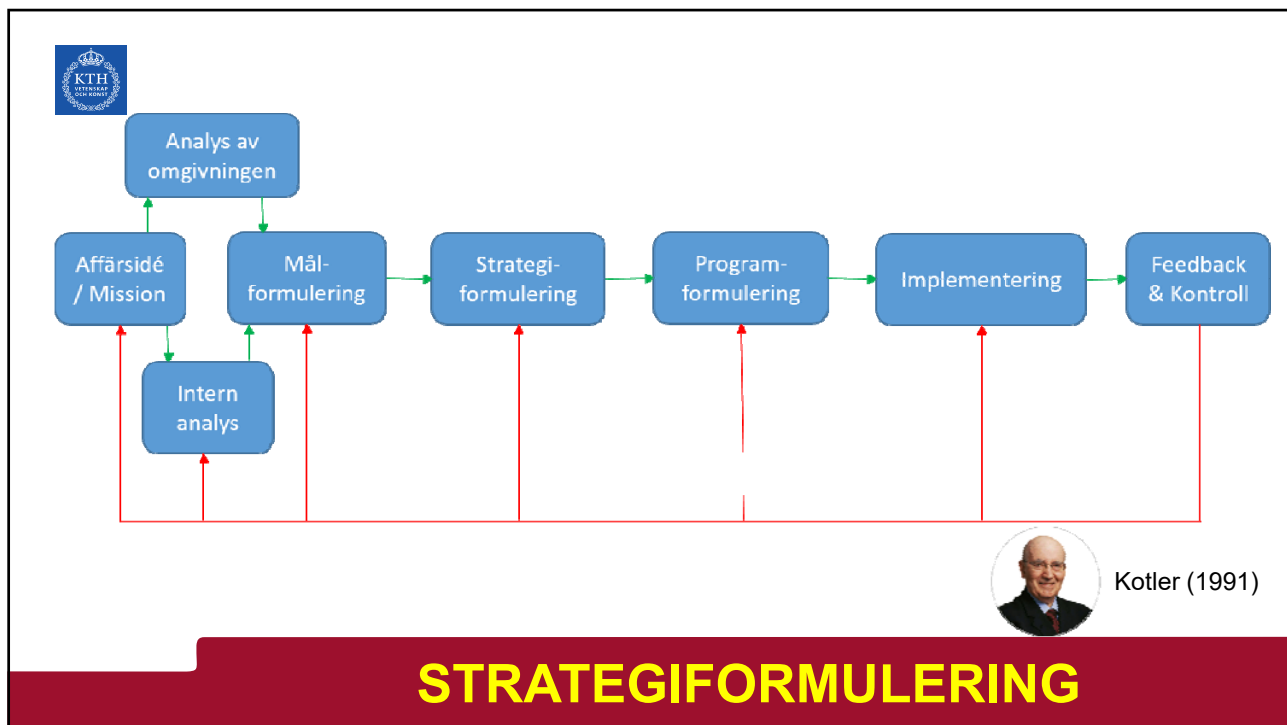 KTH
VETENSKAP
OCH KONST
Analys av
omgivningen
Affärsidé
/ Mission
Intern
analys
Mål-
formulering
Strategi-
formulering
Program-
formulering
Implementering
Feedback
& Kontroll
Kotler (1991)
STRATEGIFORMULERING